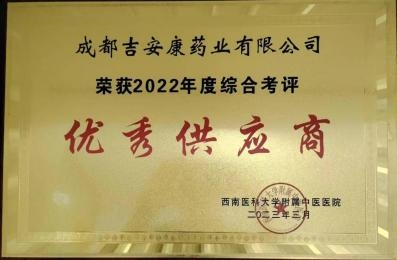 成都吉安康药业有限公司
荣获2022年度综合考评
优秀供应商
西南医科大学附属中医医院
二〇二三年三月